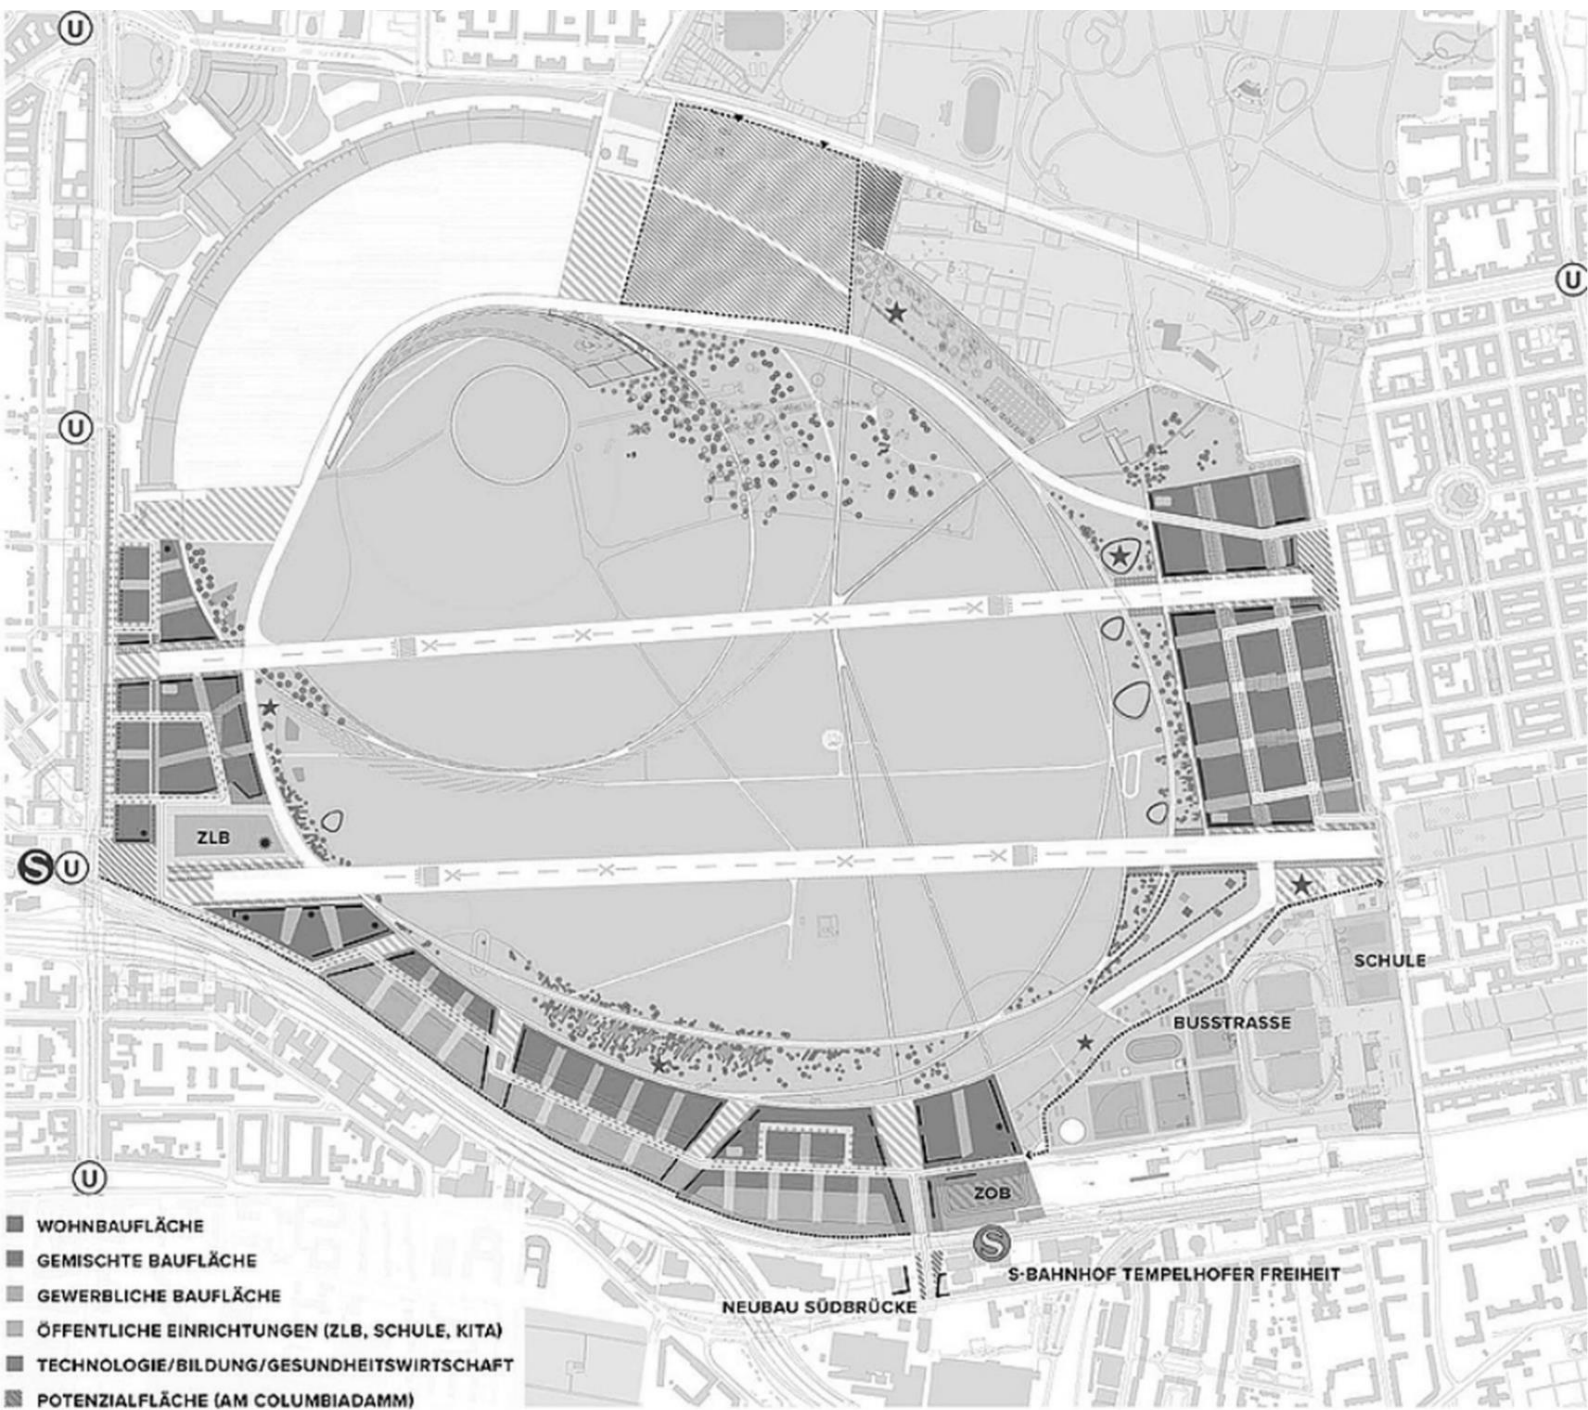 U
U
U
S U
ZLB
SCHULE
BUSSTRASSE
U
ZOB
S
S-BAHNHOF TEMPELHOFER FREIHEIT
NEUBAU SÜDBRÜCKE
WOHNBAUFLÄCHE
GEMISCHTE BAUFLÄCHE
GEWERBLICHE BAUFLÄCHE
ÖFFENTLICHE EINRICHTUNGEN (ZLB, SCHULE, KITA)
TECHNOLOGIE/BILDUNG/GESUNDHEITSWIRTSCHAFT
POTENZIALFLÄCHE (AM COLUMBIADAMM)